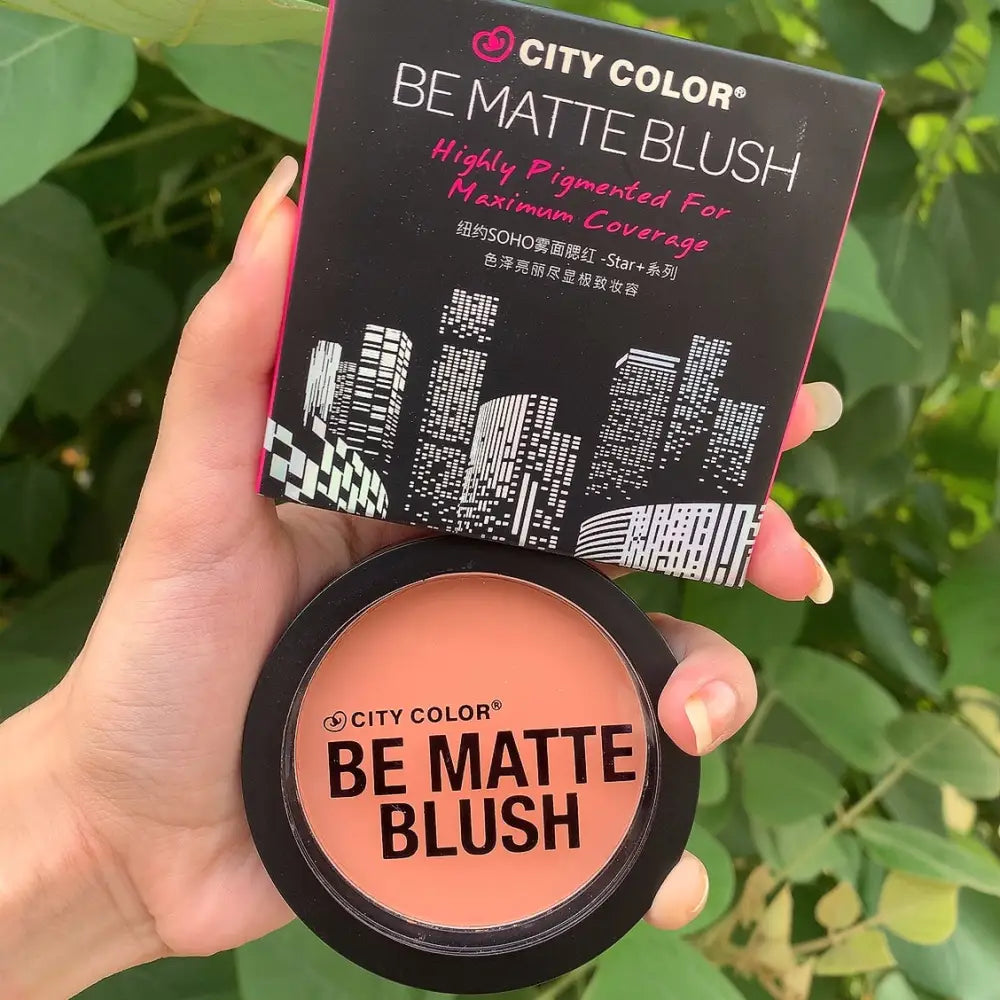 CITY COLOR®
BE MATTE BLUSH
Highly Pigmented For
Maximum Coverage
纽约SOHO雾面腮红 -Star+系列
色泽亮丽尽显极致妆容
CITY COLOR®
BE MATTE
BLUSH